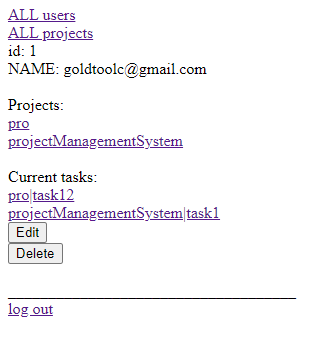 ALL users
ALL projects
id: 1
NAME: goldtoolc@gmail.com
Projects:
pro
projectManagementSystem
Current tasks:
pro|task12
projectManagementSystem|task1
Edit
Delete
log out